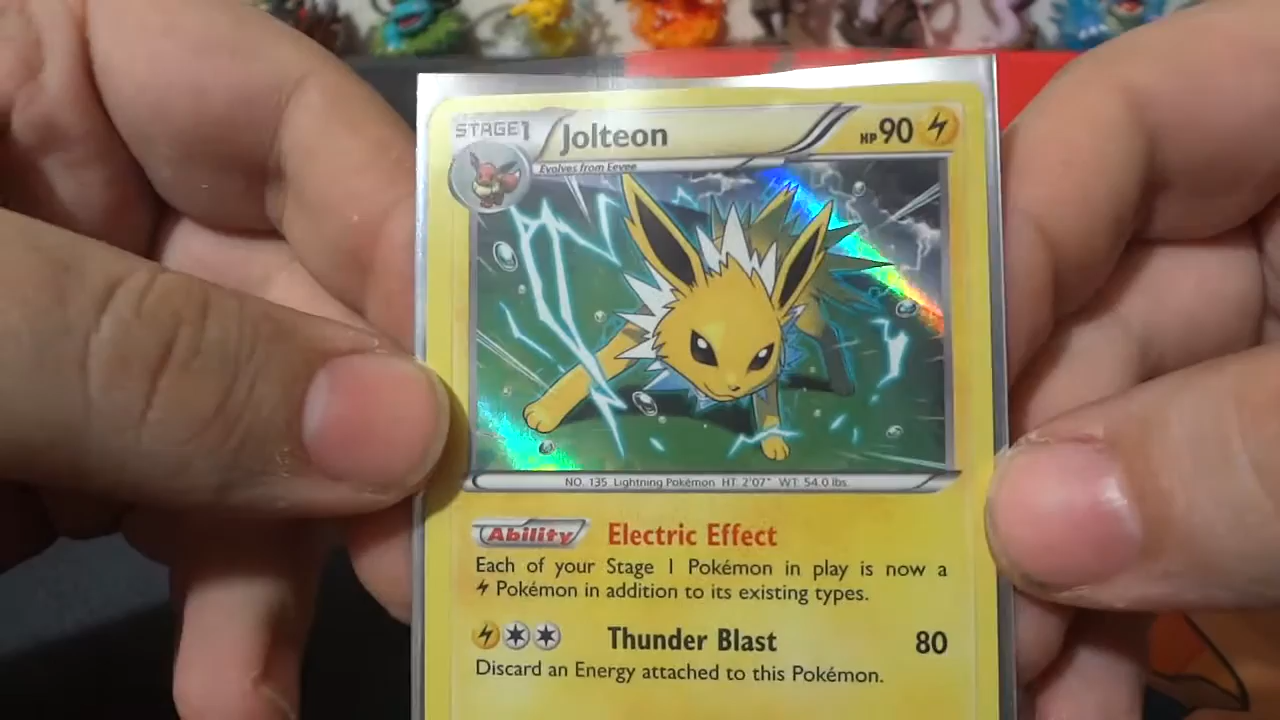 STAGE1
Jolteon
HP 90
Evolves from Eevee
NO. 135 Lightning Pokémon HT: 2'07" WT: 54.0 lbs.
Ability Electric Effect
Each of your Stage 1 Pokémon in play is now a
Pokémon in addition to its existing types.
Thunder Blast 80
Discard an Energy attached to this Pokémon.